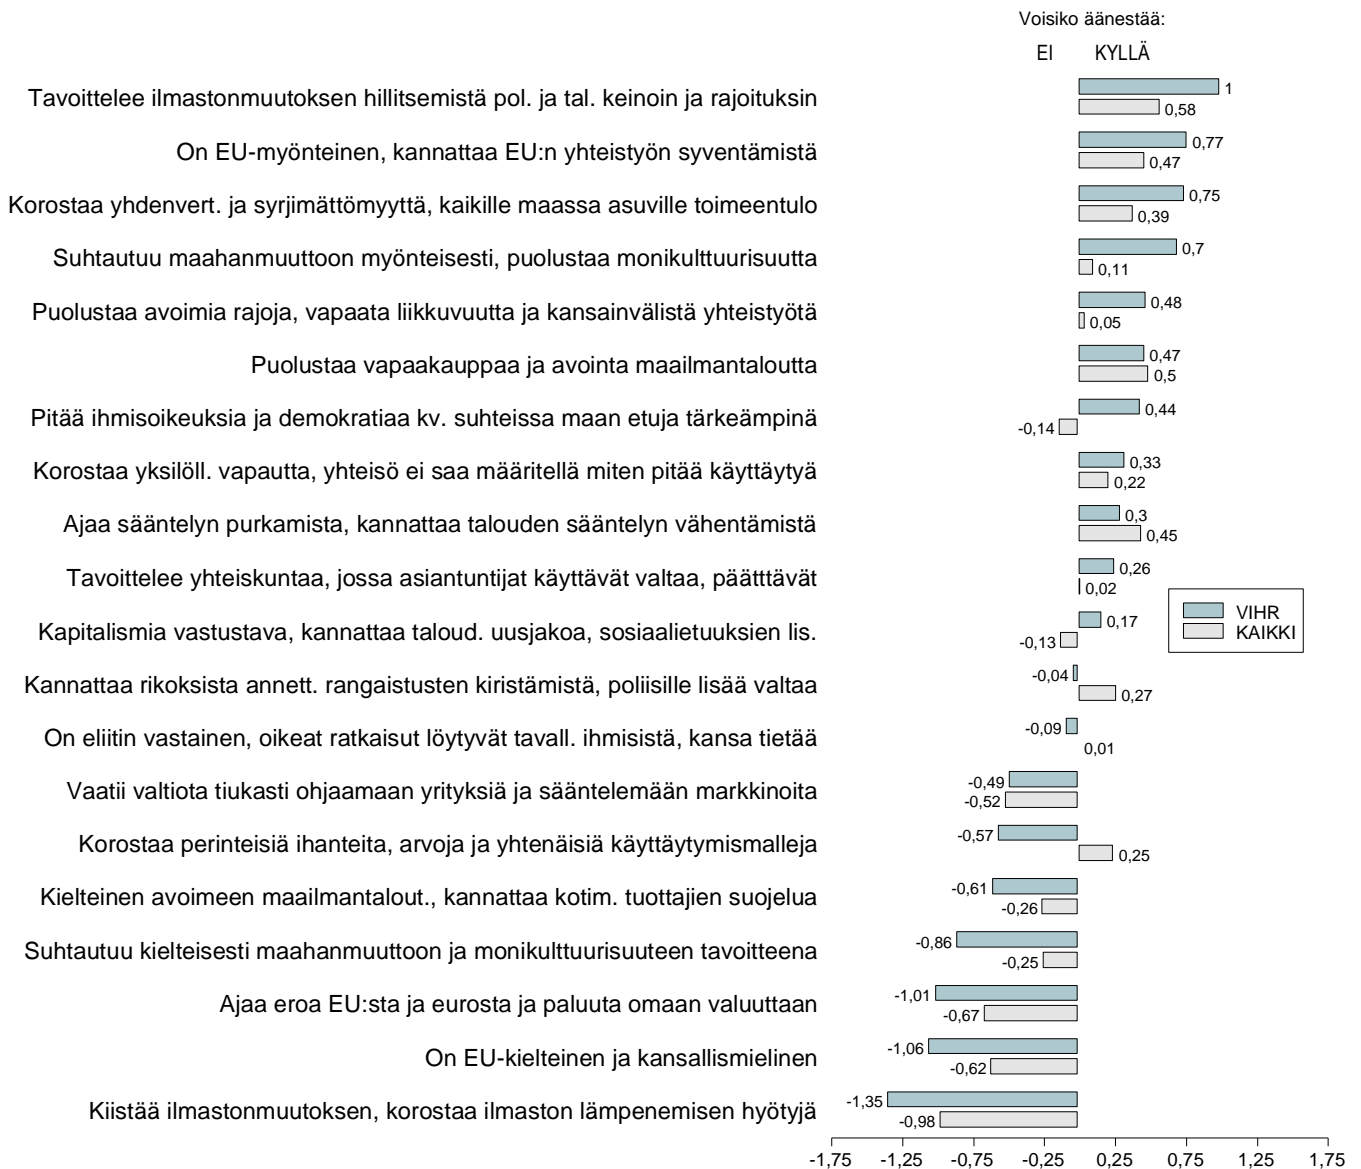 Voisiko äänestää:
EI KYLLÄ
Tavoittelee ilmastonmuutoksen hillitsemistä pol. ja tal. keinoin ja rajoituksin 1
0,58
On EU-myönteinen, kannattaa EU:n yhteistyön syventämistä 0,77
0,47
Korostaa yhdenvert. ja syrjimättömyyttä, kaikille maassa asuville toimeentulo 0,75
0,39
Suhtautuu maahanmuuttoon myönteisesti, puolustaa monikulttuurisuutta 0,7
0,11
Puolustaa avoimia rajoja, vapaata liikkuvuutta ja kansainvälistä yhteistyötä 0,48
0,05
Puolustaa vapaakauppaa ja avointa maailmantaloutta 0,47
0,5
Pitää ihmisoikeuksia ja demokratiaa kv. suhteissa maan etuja tärkeämpinä 0,44
-0,14
Korostaa yksilöll. vapautta, yhteisö ei saa määritellä miten pitää käyttäytyä 0,33
0,22
Ajaa sääntelyn purkamista, kannattaa talouden sääntelyn vähentämistä 0,3
0,45
Tavoittelee yhteiskuntaa, jossa asiantuntijat käyttävät valtaa, päätttävät 0,26
0,02
Kapitalismia vastustava, kannattaa taloud. uusjakoa, sosiaalietuuksien lis. 0,17
-0,13
VIHR
KAIKKI
Kannattaa rikoksista annett. rangaistusten kiristämistä, poliisille lisää valtaa -0,04
0,27
On eliitin vastainen, oikeat ratkaisut löytyvät tavall. ihmisistä, kansa tietää -0,09
0,01
Vaatii valtiota tiukasti ohjaamaan yrityksiä ja sääntelemään markkinoita -0,49
-0,52
Korostaa perinteisiä ihanteita, arvoja ja yhtenäisiä käyttäytymismalleja -0,57
0,25
Kielteinen avoimeen maailmantalout., kannattaa kotim. tuottajien suojelua -0,61
-0,26
Suhtautuu kielteisesti maahanmuuttoon ja monikulttuurisuuteen tavoitteena -0,86
-0,25
Ajaa eroa EU:sta ja eurosta ja paluuta omaan valuuttaan -1,01
-0,67
On EU-kielteinen ja kansallismielinen -1,06
-0,62
Kiistää ilmastonmuutoksen, korostaa ilmaston lämpenemisen hyötyjä -1,35
-0,98
-1,75 -1,25 -0,75 -0,25 0,25 0,75 1,25 1,75